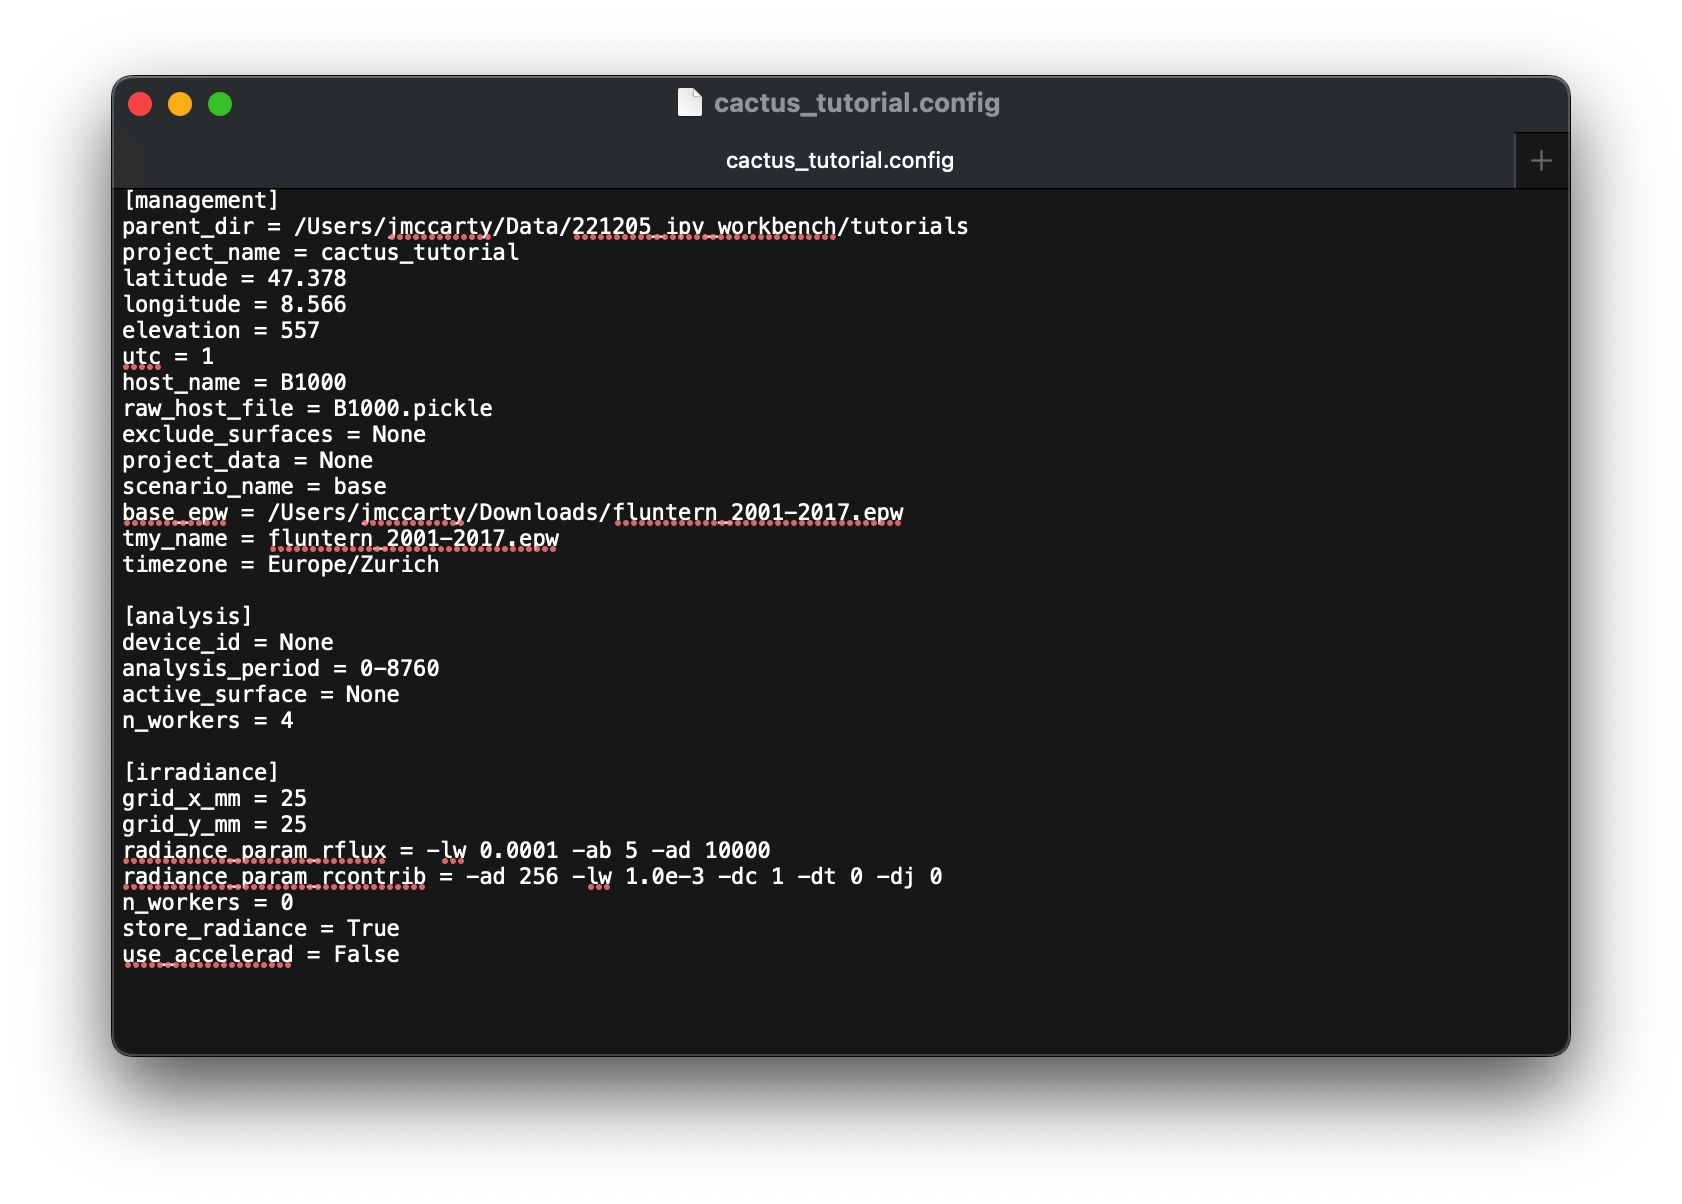 cactus_tutorial.config
cactus_tutorial.config
[management]
parent_dir = /Users/jmccarty/Data/221205_ipv_workbench/tutorials
project_name = cactus_tutorial
latitude = 47.378
longitude = 8.566
elevation = 557
utc = 1
host_name = B1000
raw_host_file = B1000.pickle
exclude_surfaces = None
project_data = None
scenario_name = base
base_epw = /Users/jmccarty/Downloads/fluntern_2001-2017.epw
tmy_name = fluntern_2001-2017.epw
timezone = Europe/Zurich

[analysis]
device_id = None
analysis_period = 0-8760
active_surface = None
n_workers = 4

[irradiance]
grid_x_mm = 25
grid_y_mm = 25
radiance_param_rflux = -lw 0.0001 -ab 5 -ad 10000
radiance_param_rcontrib = -ad 256 -lw 1.0e-3 -dc 1 -dt 0 -dj 0
n_workers = 0
store_radiance = True
use_accelerad = False